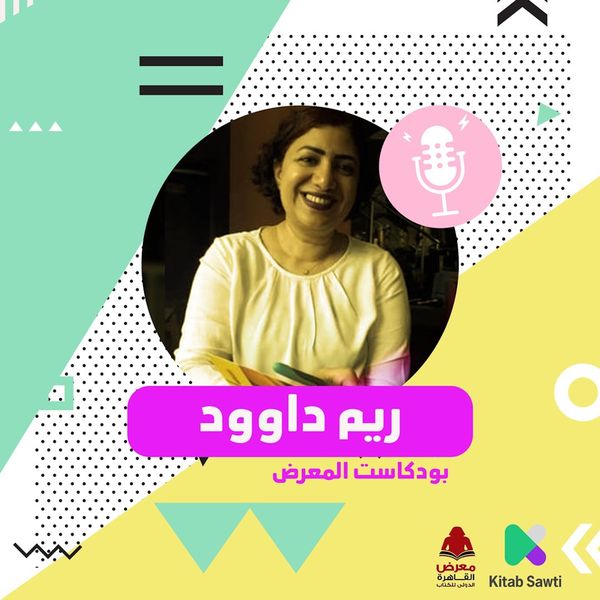 ريم داوود
بودكاست المعرض
معرض
القاهرة
الدولي للكتاب
Kitab Sawti